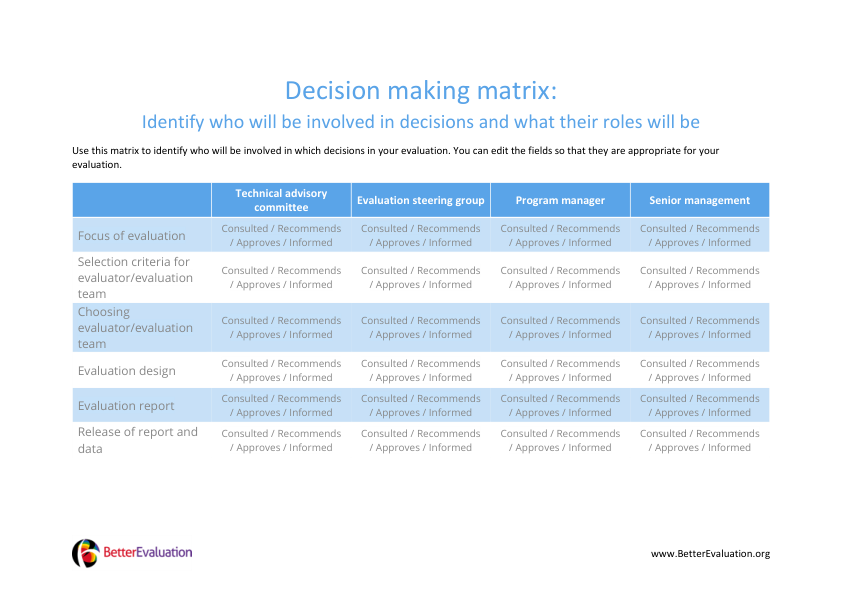 Decision making matrix:
Identify who will be involved in decisions and what their roles will be
Use this matrix to identify who will be involved in which decisions in your evaluation. You can edit the fields so that they are appropriate for your
evaluation.
Technical advisory
committee
Evaluation steering group
Program manager
Senior management
Focus of evaluation
Consulted / Recommends
/ Approves / Informed
Consulted / Recommends
/ Approves / Informed
Consulted / Recommends
/ Approves / Informed
Consulted / Recommends
/ Approves / Informed
Selection criteria for
evaluator/evaluation
team
Consulted / Recommends
/ Approves / Informed
Consulted / Recommends
/ Approves / Informed
Consulted / Recommends
/ Approves / Informed
Consulted / Recommends
/ Approves / Informed
Choosing
evaluator/evaluation
team
Consulted / Recommends
/ Approves / Informed
Consulted / Recommends
/ Approves / Informed
Consulted / Recommends
/ Approves / Informed
Consulted / Recommends
/ Approves / Informed
Evaluation design
Consulted / Recommends
/ Approves / Informed
Consulted / Recommends
/ Approves / Informed
Consulted / Recommends
/ Approves / Informed
Consulted / Recommends
/ Approves / Informed
Evaluation report
Consulted / Recommends
/ Approves / Informed
Consulted / Recommends
/ Approves / Informed
Consulted / Recommends
/ Approves / Informed
Consulted / Recommends
/ Approves / Informed
Release of report and
data
Consulted / Recommends
/ Approves / Informed
Consulted / Recommends
/ Approves / Informed
Consulted / Recommends
/ Approves / Informed
Consulted / Recommends
/ Approves / Informed
BetterEvaluation
www.BetterEvaluation.org